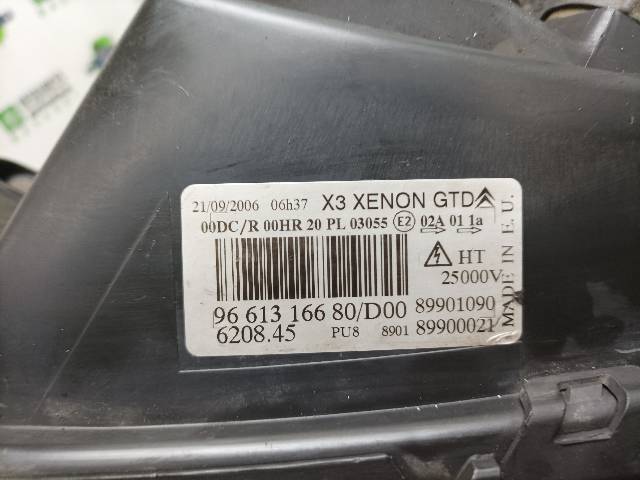 21/09/2006 06h37 X3 XENON GTD
00DC/R 00HR 20 PL 03055 E2 02A 01 1a
HT
25000V
96 613 166 80/D00 89901090
6208.45 PU8 8901 89900021
MADE IN E. U.